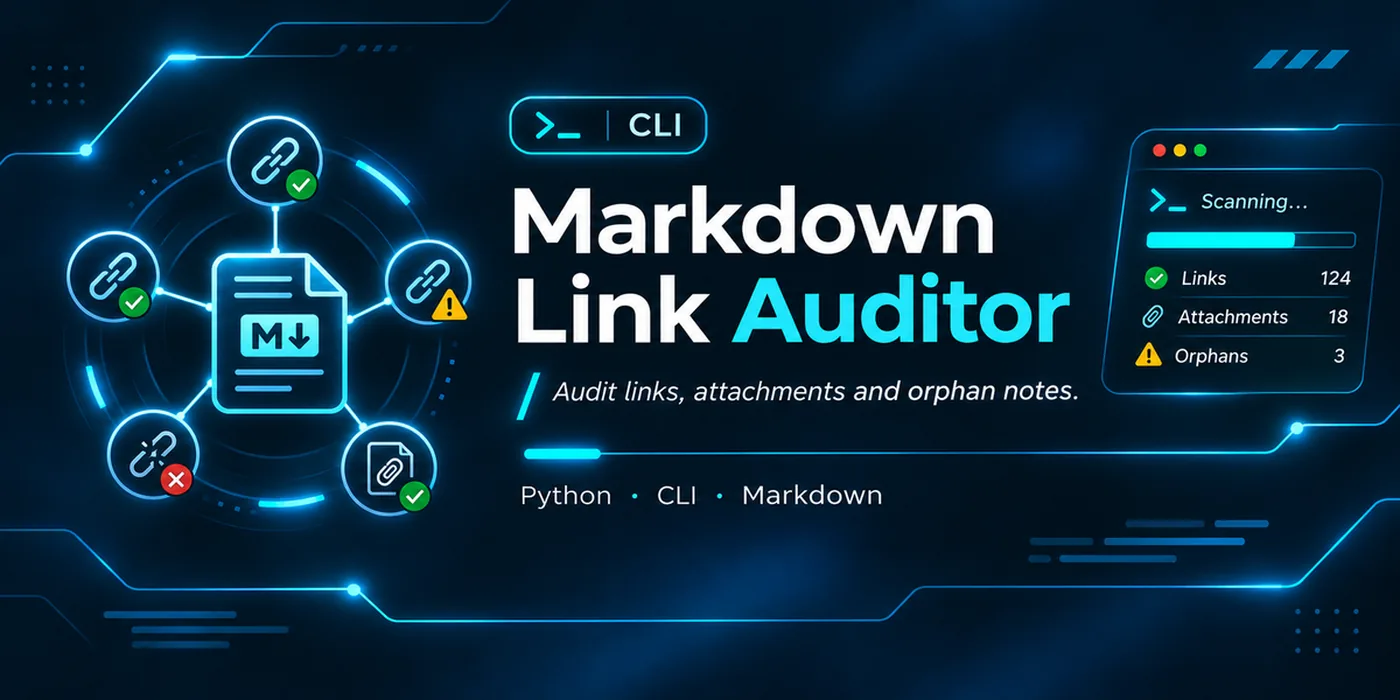 >_ | CLI
Markdown
Link Auditor
/ Audit links, attachments and orphan notes.
Python • CLI • Markdown
M↓
>_ Scanning...
Links 124
Attachments 18
Orphans 3